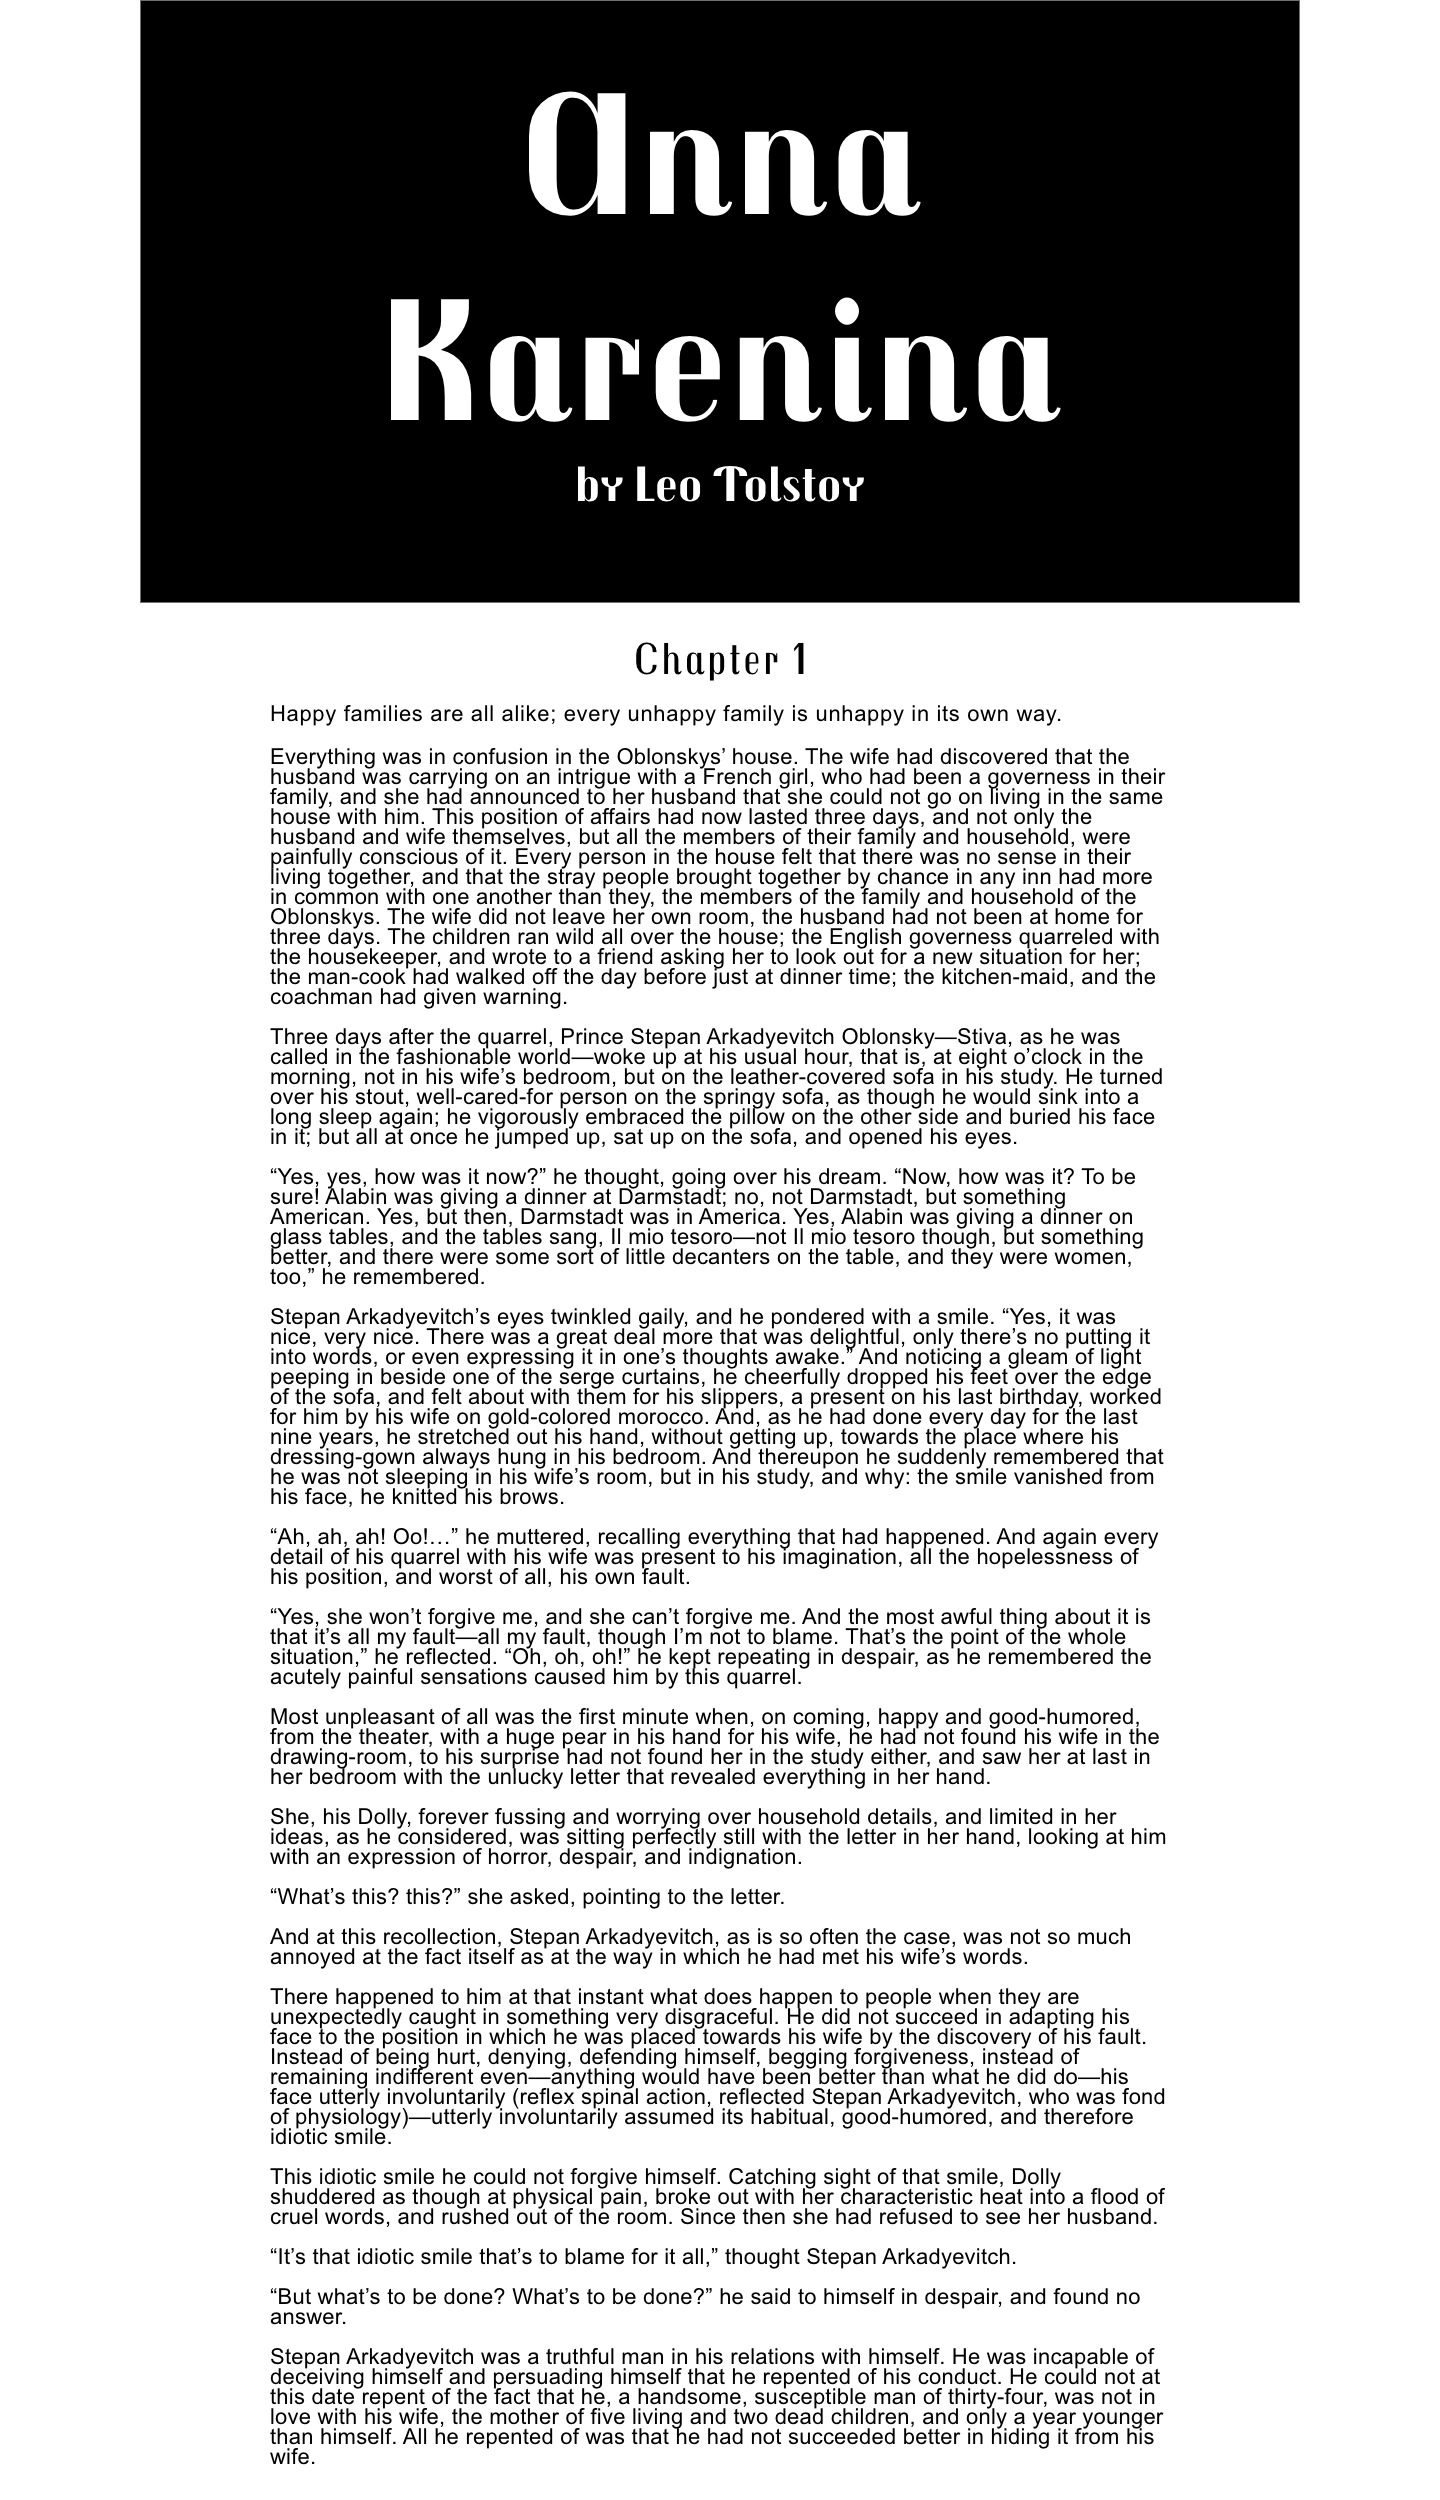 Anna
Karenina
by Leo Tolstoy
Chapter 1
Happy families are all alike; every unhappy family is unhappy in its own way.
Everything was in confusion in the Oblonskys’ house. The wife had discovered that the
husband was carrying on an intrigue with a French girl, who had been a governess in their
family, and she had announced to her husband that she could not go on living in the same
house with him. This position of affairs had now lasted three days, and not only the
husband and wife themselves, but all the members of their family and household, were
painfully conscious of it. Every person in the house felt that there was no sense in their
living together, and that the stray people brought together by chance in any inn had more
in common with one another than they, the members of the family and household of the
Oblonskys. The wife did not leave her own room, the husband had not been at home for
three days. The children ran wild all over the house; the English governess quarreled with
the housekeeper, and wrote to a friend asking her to look out for a new situation for her;
the man-cook had walked off the day before just at dinner time; the kitchen-maid, and the
coachman had given warning.
Three days after the quarrel, Prince Stepan Arkadyevitch Oblonsky—Stiva, as he was
called in the fashionable world—woke up at his usual hour, that is, at eight o’clock in the
morning, not in his wife’s bedroom, but on the leather-covered sofa in his study. He turned
over his stout, well-cared-for person on the springy sofa, as though he would sink into a
long sleep again; he vigorously embraced the pillow on the other side and buried his face
in it; but all at once he jumped up, sat up on the sofa, and opened his eyes.
“Yes, yes, how was it now?” he thought, going over his dream. “Now, how was it? To be
sure! Alabin was giving a dinner at Darmstadt; no, not Darmstadt, but something
American. Yes, but then, Darmstadt was in America. Yes, Alabin was giving a dinner on
glass tables, and the tables sang, Il mio tesoro—not Il mio tesoro though, but something
better, and there were some sort of little decanters on the table, and they were women,
too,” he remembered.
Stepan Arkadyevitch’s eyes twinkled gaily, and he pondered with a smile. “Yes, it was
nice, very nice. There was a great deal more that was delightful, only there’s no putting it
into words, or even expressing it in one’s thoughts awake.” And noticing a gleam of light
peeping in beside one of the serge curtains, he cheerfully dropped his feet over the edge
of the sofa, and felt about with them for his slippers, a present on his last birthday, worked
for him by his wife on gold-colored morocco. And, as he had done every day for the last
nine years, he stretched out his hand, without getting up, towards the place where his
dressing-gown always hung in his bedroom. And thereupon he suddenly remembered that
he was not sleeping in his wife’s room, but in his study, and why: the smile vanished from
his face, he knitted his brows.
“Ah, ah, ah! Oo!…” he muttered, recalling everything that had happened. And again every
detail of his quarrel with his wife was present to his imagination, all the hopelessness of
his position, and worst of all, his own fault.
“Yes, she won’t forgive me, and she can’t forgive me. And the most awful thing about it is
that it’s all my fault—all my fault, though I’m not to blame. That’s the point of the whole
situation,” he reflected. “Oh, oh, oh!” he kept repeating in despair, as he remembered the
acutely painful sensations caused him by this quarrel.
Most unpleasant of all was the first minute when, on coming, happy and good-humored,
from the theater, with a huge pear in his hand for his wife, he had not found his wife in the
drawing-room, to his surprise had not found her in the study either, and saw her at last in
her bedroom with the unlucky letter that revealed everything in her hand.
She, his Dolly, forever fussing and worrying over household details, and limited in her
ideas, as he considered, was sitting perfectly still with the letter in her hand, looking at him
with an expression of horror, despair, and indignation.
“What’s this? this?” she asked, pointing to the letter.
And at this recollection, Stepan Arkadyevitch, as is so often the case, was not so much
annoyed at the fact itself as at the way in which he had met his wife’s words.
There happened to him at that instant what does happen to people when they are
unexpectedly caught in something very disgraceful. He did not succeed in adapting his
face to the position in which he was placed towards his wife by the discovery of his fault.
Instead of being hurt, denying, defending himself, begging forgiveness, instead of
remaining indifferent even—anything would have been better than what he did do—his
face utterly involuntarily (reflex spinal action, reflected Stepan Arkadyevitch, who was fond
of physiology)—utterly involuntarily assumed its habitual, good-humored, and therefore
idiotic smile.
This idiotic smile he could not forgive himself. Catching sight of that smile, Dolly
shuddered as though at physical pain, broke out with her characteristic heat into a flood of
cruel words, and rushed out of the room. Since then she had refused to see her husband.
“It’s that idiotic smile that’s to blame for it all,” thought Stepan Arkadyevitch.
“But what’s to be done? What’s to be done?” he said to himself in despair, and found no
answer.
Stepan Arkadyevitch was a truthful man in his relations with himself. He was incapable of
deceiving himself and persuading himself that he repented of his conduct. He could not at
this date repent of the fact that he, a handsome, susceptible man of thirty-four, was not in
love with his wife, the mother of five living and two dead children, and only a year younger
than himself. All he repented of was that he had not succeeded better in hiding it from his
wife.